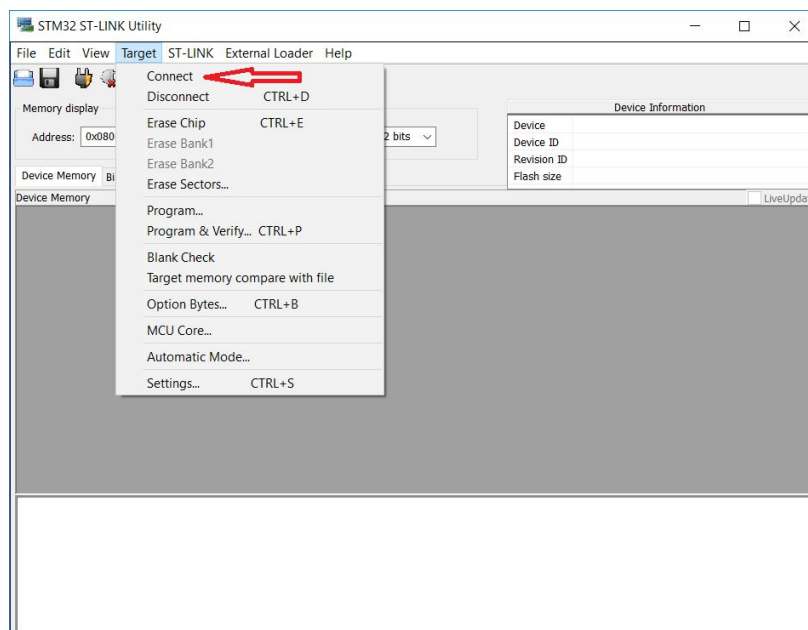 STM32 ST-LINK Utility
File Edit View Target ST-LINK External Loader Help
Connect
Disconnect CTRL+D
Erase Chip CTRL+E
Erase Bank1
Erase Bank2
Erase Sectors...
Program...
Program & Verify... CTRL+P
Blank Check
Target memory compare with file
Option Bytes... CTRL+B
MCU Core...
Automatic Mode...
Settings... CTRL+S
Memory display
Address: 0x080
2 bits
Device Information
Device
Device ID
Revision ID
Flash size
Device Memory Bi
Device Memory
LiveUpda